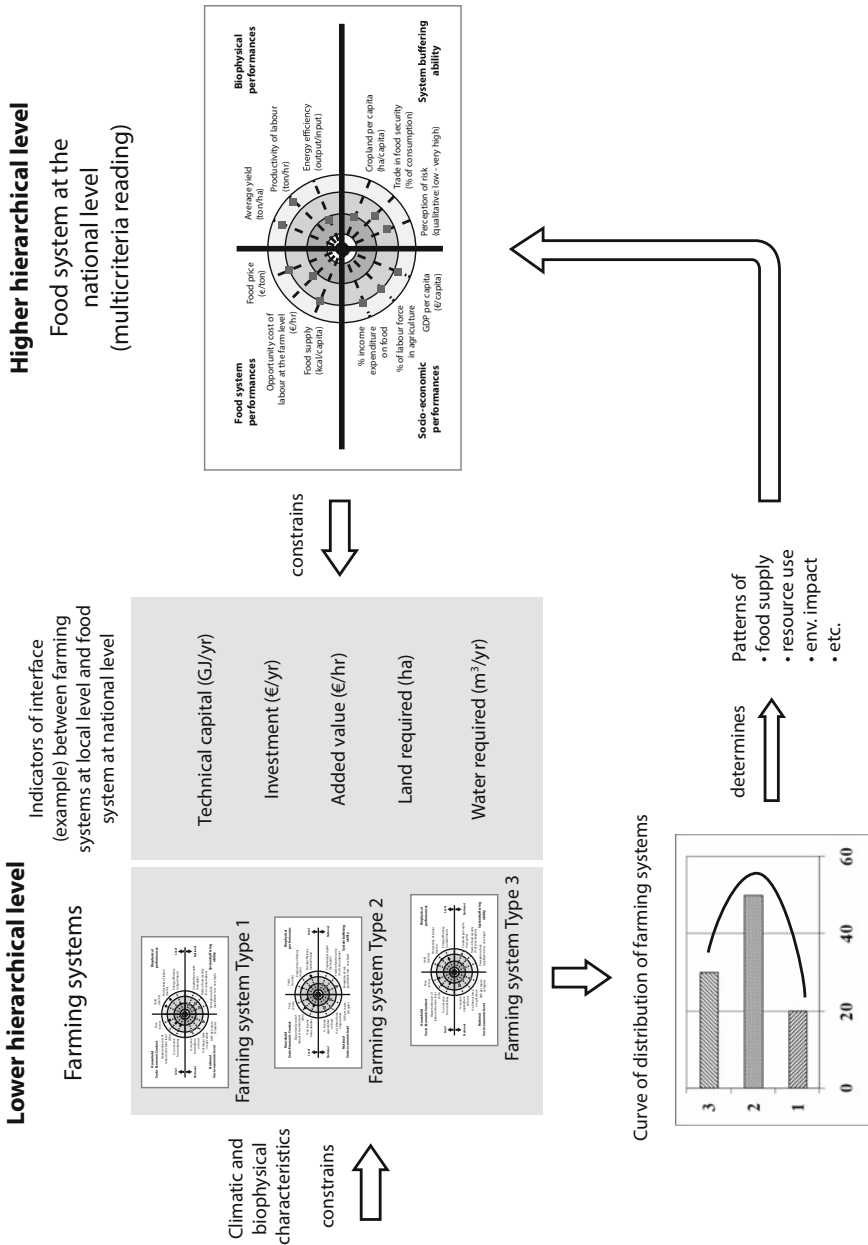 Lower hierarchical level
Higher hierarchical level
Farming systems
Indicators of interface
(example) between farming
systems at local level and food
system at national level
Food system at the
national level
(multicriteria reading)
Climatic and
biophysical
characteristics
constrains
Farming system Type 1
Farming system Type 2
Farming system Type 3
Technical capital (GJ/yr)
Investment (€/yr)
Added value (€/hr)
Land required (ha)
Water required (m³/yr)
constrains
Food system
performances
Biophysical
performances
Food price
(€/ton)
Opportunity cost of
labour at the farm level
(€/hr)
Food supply
(kcal/capita)
Average yield
(ton/ha)
Productivity of labour
(ton/hr)
Energy efficiency
(output/input)
% income
expenditure
on food
% of labour force
in agriculture
GDP per capita
(€/capita)
Cropland per capita
(ha/capita)
Trade in food security
(% of consumption)
Perception of risk
(qualitative: low - very high)
Socio-economic
performances
System buffering
ability
Curve of distribution of farming systems
3
2
1
0
20
40
60
determines
Patterns of
• food supply
• resource use
• env. impact
• etc.